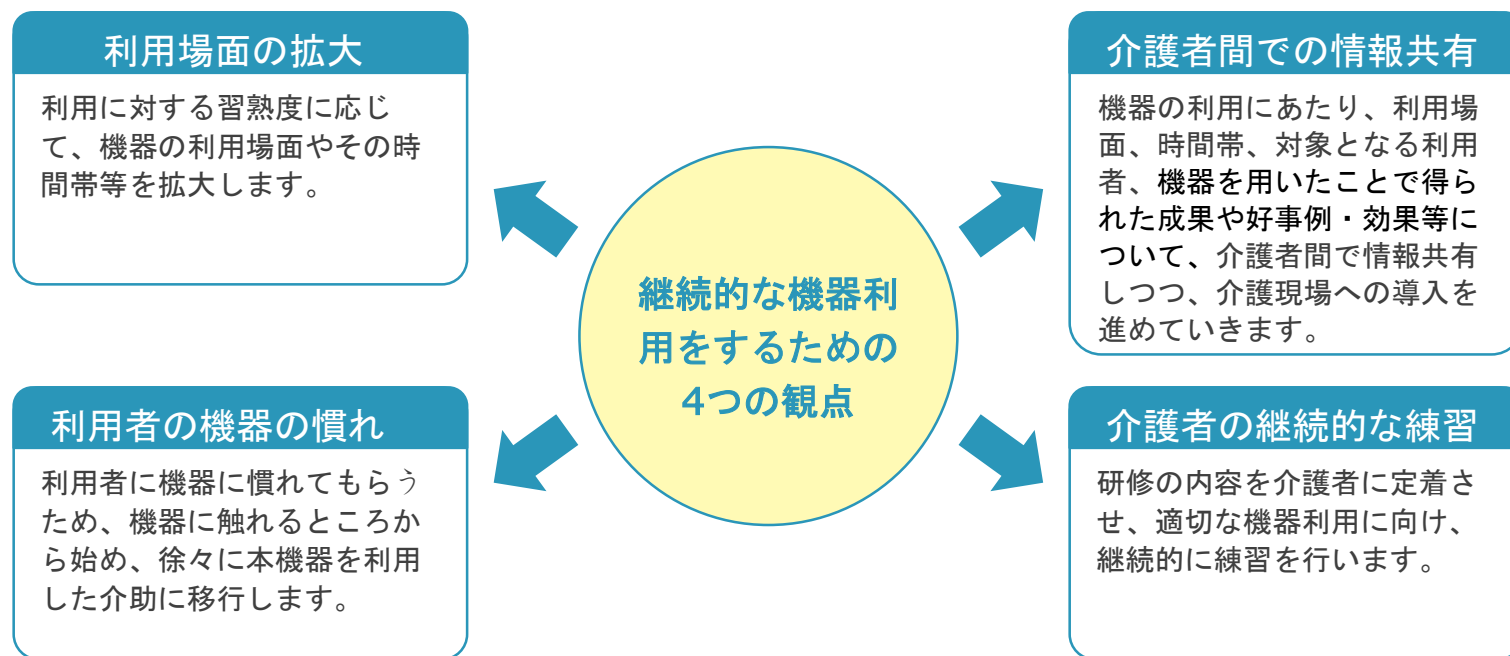 利用場面の拡大
利用に対する習熟度に応じ
て、機器の利用場面やその時
間帯等を拡大します。
介護者間での情報共有
機器の利用にあたり、利用場
面、時間帯、対象となる利用
者、機器を用いたことで得ら
れた成果や好事例・効果等に
ついて、介護者間で情報共有
しつつ、介護現場への導入を
進めていきます。
継続的な機器利
用をするための
4つの観点
利用者の機器の慣れ
利用者に機器に慣れてもらう
ため、機器に触れるところか
ら始め、徐々に本機器を利用
した介助に移行します。
介護者の継続的な練習
研修の内容を介護者に定着さ
せ、適切な機器利用に向け、
継続的に練習を行います。